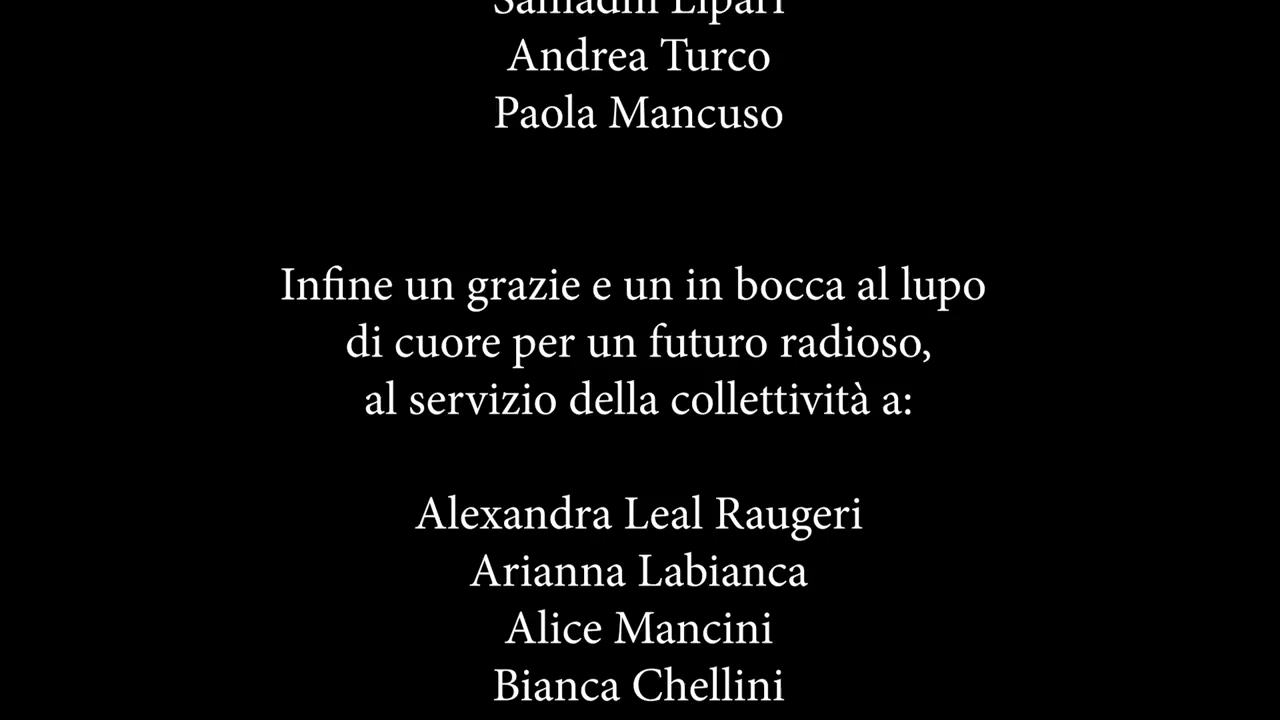 Lipari
Andrea Turco
Paola Mancuso
Infine un grazie e un in bocca al lupo
di cuore per un futuro radioso,
al servizio della collettività a:
Alexandra Leal Raugeri
Arianna Labianca
Alice Mancini
Bianca Chellini